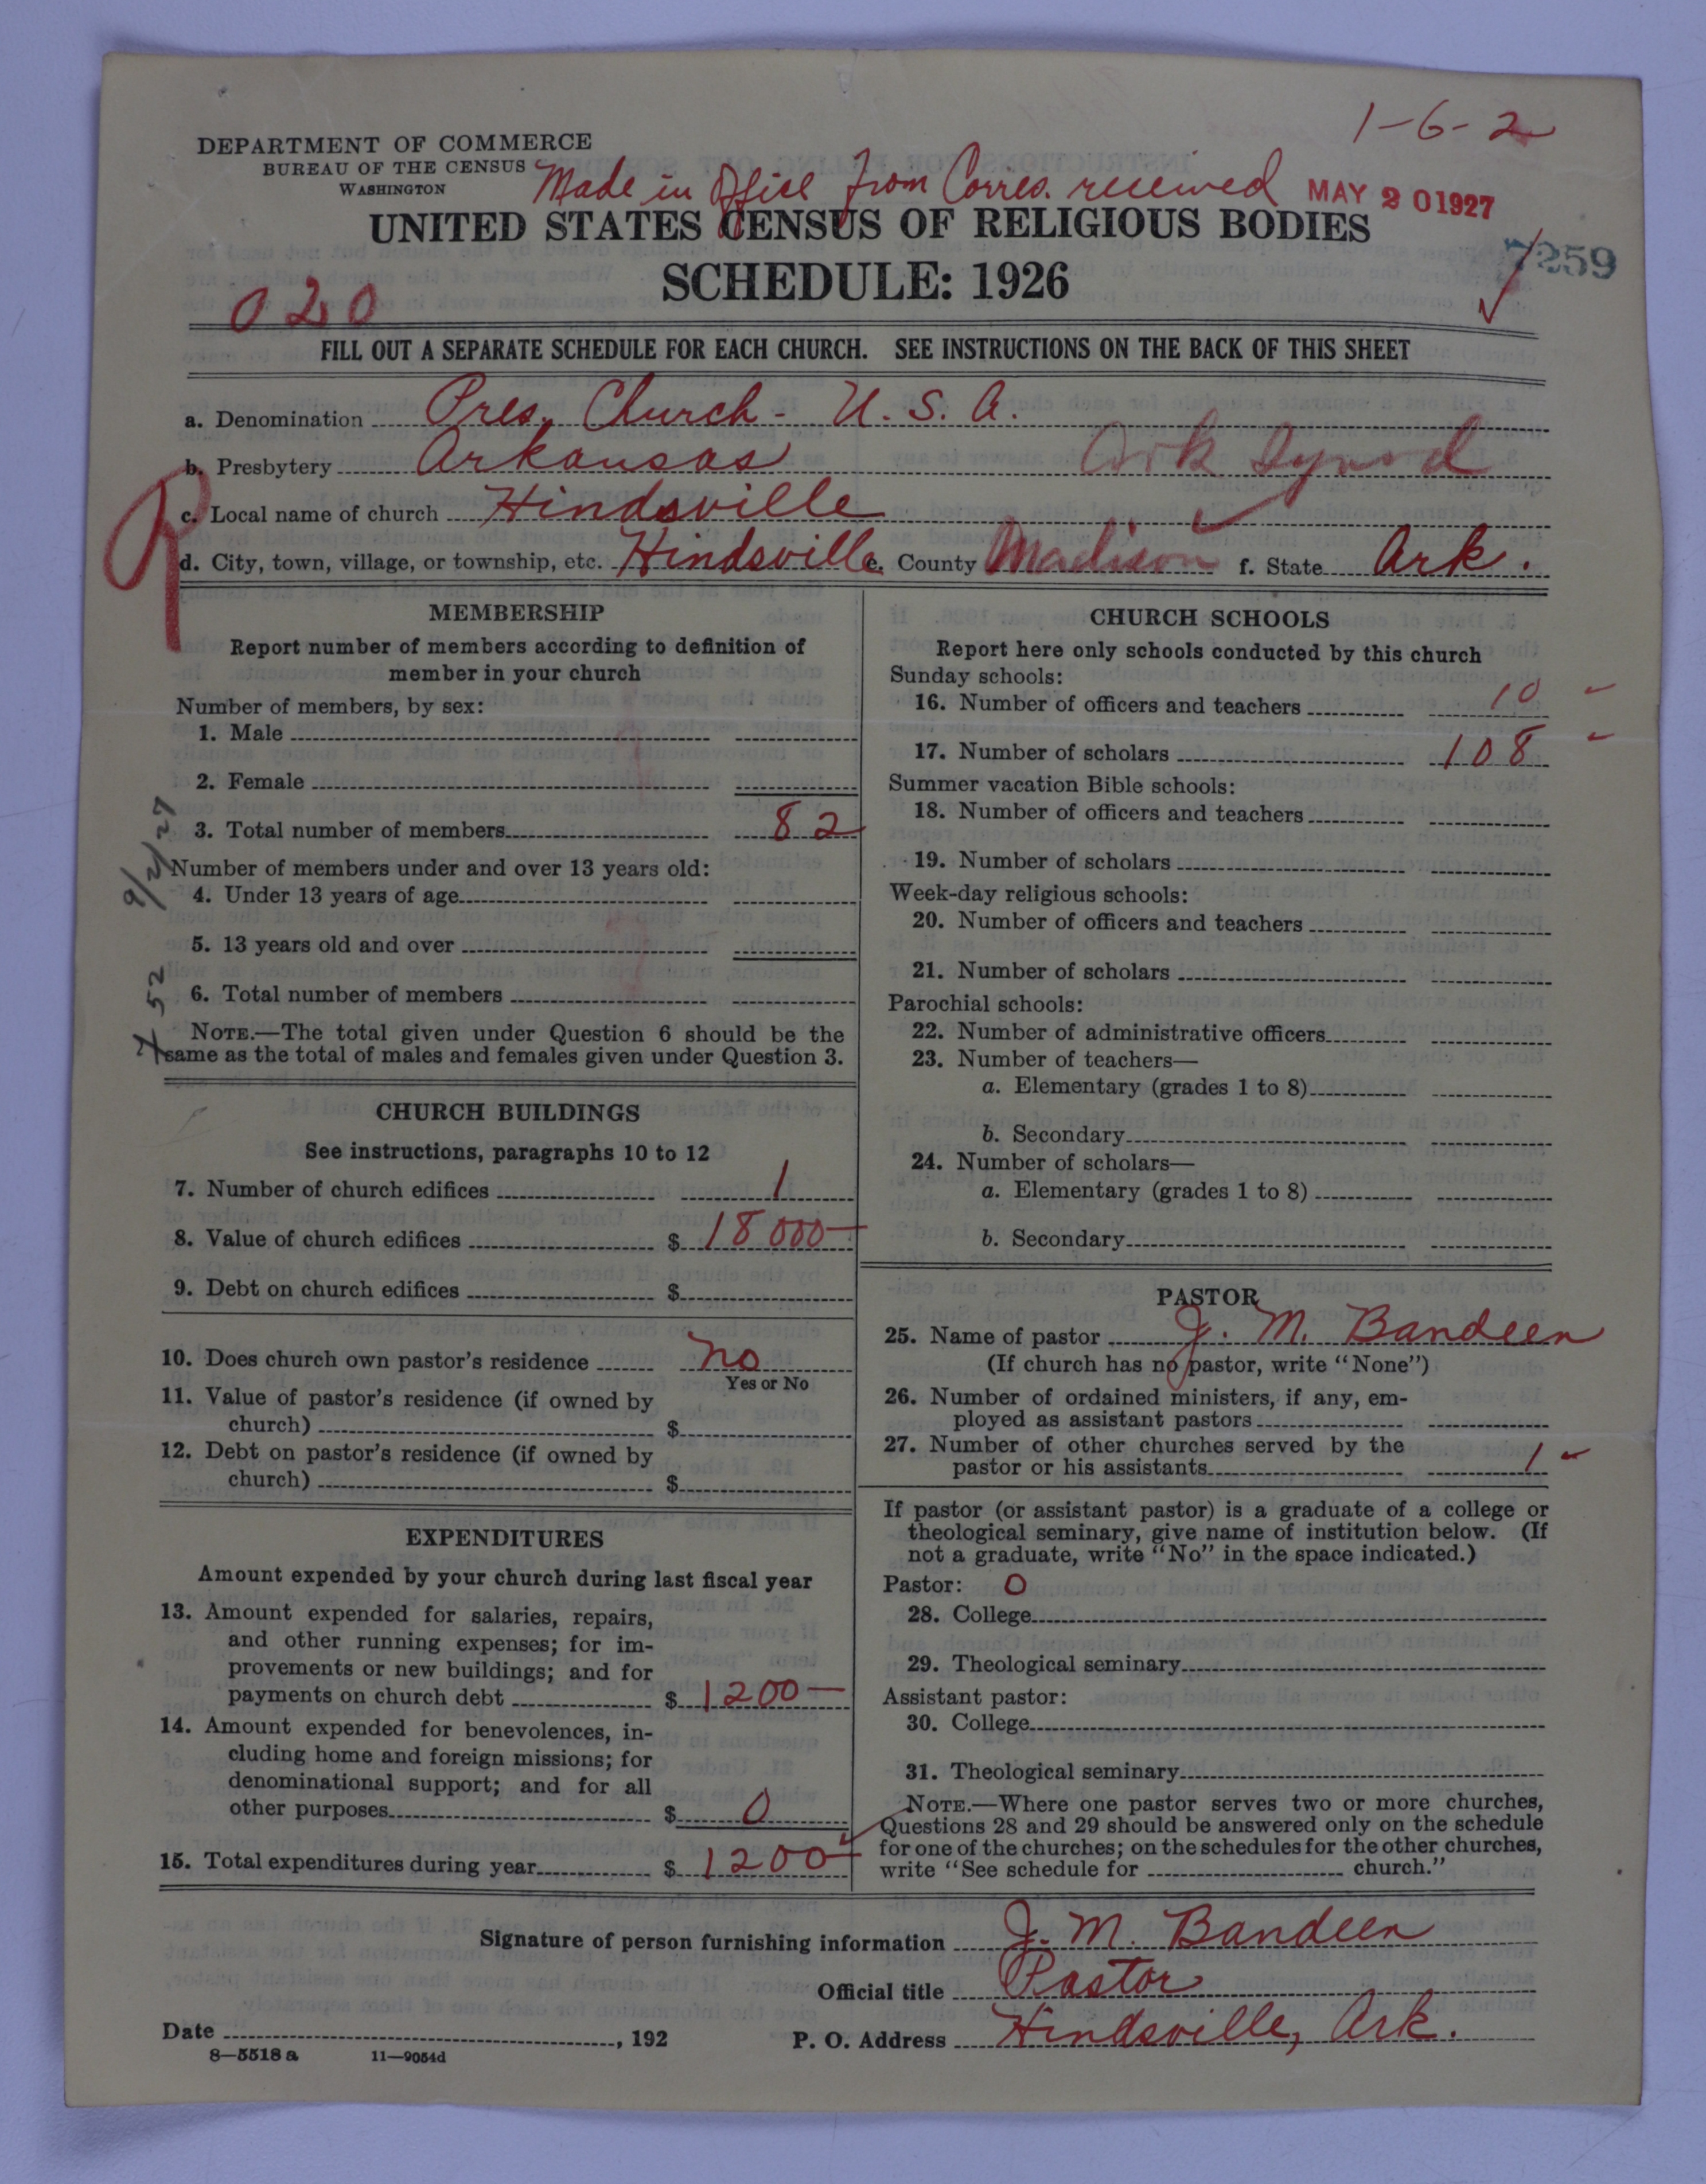 1-6-2
DEPARTMENT OF COMMERCE
BUREAU OF THE CENSUS
WASHINGTON
Made in Office from Corres. received MAY 2 0 1927
UNITED STATES CENSUS OF RELIGIOUS BODIES
7259
SCHEDULE: 1926
020
FILL OUT A SEPARATE SCHEDULE FOR EACH CHURCH. SEE INSTRUCTIONS ON THE BACK OF THIS SHEET
a. Denomination Pres. Church - U. S. A.
b. Presbytery Arkansas Ark Synod
R
c. Local name of church Hindsville
d. City, town, village, or township, etc. Hindsville e. County Madison f. State Ark.
MEMBERSHIP
Report number of members according to definition of
member in your church
Number of members, by sex:
1. Male
2. Female
3. Total number of members 82
9/2/27
Number of members under and over 13 years old:
4. Under 13 years of age
5. 13 years old and over
52
6. Total number of members
NOTE.—The total given under Question 6 should be the
same as the total of males and females given under Question 3.
CHURCH BUILDINGS
See instructions, paragraphs 10 to 12
7. Number of church edifices 1
8. Value of church edifices $ 18000—
9. Debt on church edifices $
10. Does church own pastor's residence No
Yes or No
11. Value of pastor's residence (if owned by
church) $
12. Debt on pastor's residence (if owned by
church) $
EXPENDITURES
Amount expended by your church during last fiscal year
13. Amount expended for salaries, repairs,
and other running expenses; for im-
provements or new buildings; and for
payments on church debt $ 1200—
14. Amount expended for benevolences, in-
cluding home and foreign missions; for
denominational support; and for all
other purposes $ 0
15. Total expenditures during year $ 1200—
CHURCH SCHOOLS
Report here only schools conducted by this church
Sunday schools:
16. Number of officers and teachers 10
17. Number of scholars 108
Summer vacation Bible schools:
18. Number of officers and teachers
19. Number of scholars
Week-day religious schools:
20. Number of officers and teachers
21. Number of scholars
Parochial schools:
22. Number of administrative officers
23. Number of teachers—
a. Elementary (grades 1 to 8)
b. Secondary
24. Number of scholars—
a. Elementary (grades 1 to 8)
b. Secondary
PASTOR
25. Name of pastor J. M. Bandeen
(If church has no pastor, write "None")
26. Number of ordained ministers, if any, em-
ployed as assistant pastors
27. Number of other churches served by the
pastor or his assistants 1
If pastor (or assistant pastor) is a graduate of a college or
theological seminary, give name of institution below. (If
not a graduate, write "No" in the space indicated.)
Pastor: O
28. College
29. Theological seminary
Assistant pastor:
30. College
31. Theological seminary
NOTE.—Where one pastor serves two or more churches,
Questions 28 and 29 should be answered only on the schedule
for one of the churches; on the schedules for the other churches,
write "See schedule for church."
Signature of person furnishing information J. M. Bandeen
Official title Pastor
Date , 192 P. O. Address Hindsville, Ark.
8—5518 a 11—9054d